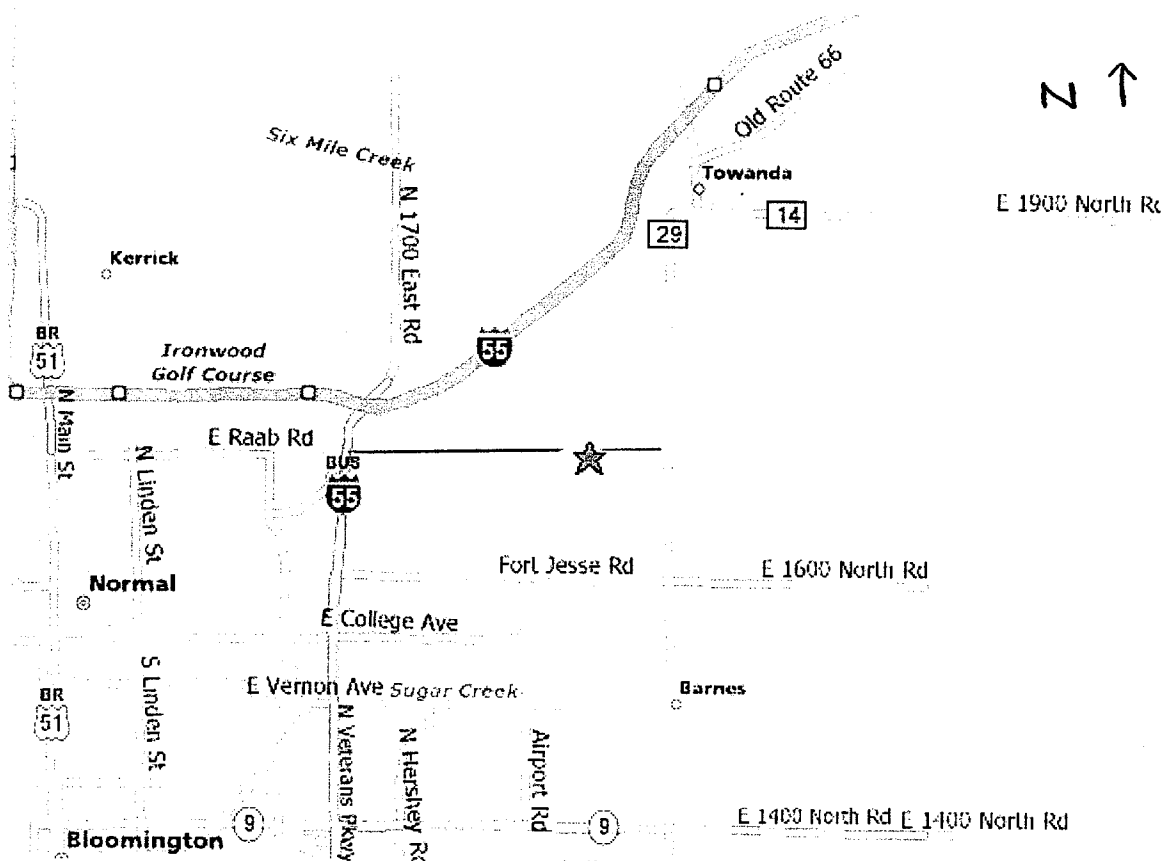 Old Route 66
N ↑
Six Mile Creek
Towanda
N 1700 East Rd
E 1900 North Rd
14
29
Kerrick
BR
51
55
Ironwood
Golf Course
N Main St
E Raab Rd
N Linden St
BUS
55
Fort Jesse Rd
E 1600 North Rd
Normal
E College Ave
S Linden St
E Vernon Ave
Sugar Creek
Barnes
BR
51
N Veterans Pkwy
N Hershey Rd
Airport Rd
9
9
E 1400 North Rd
E 1400 North Rd
Bloomington